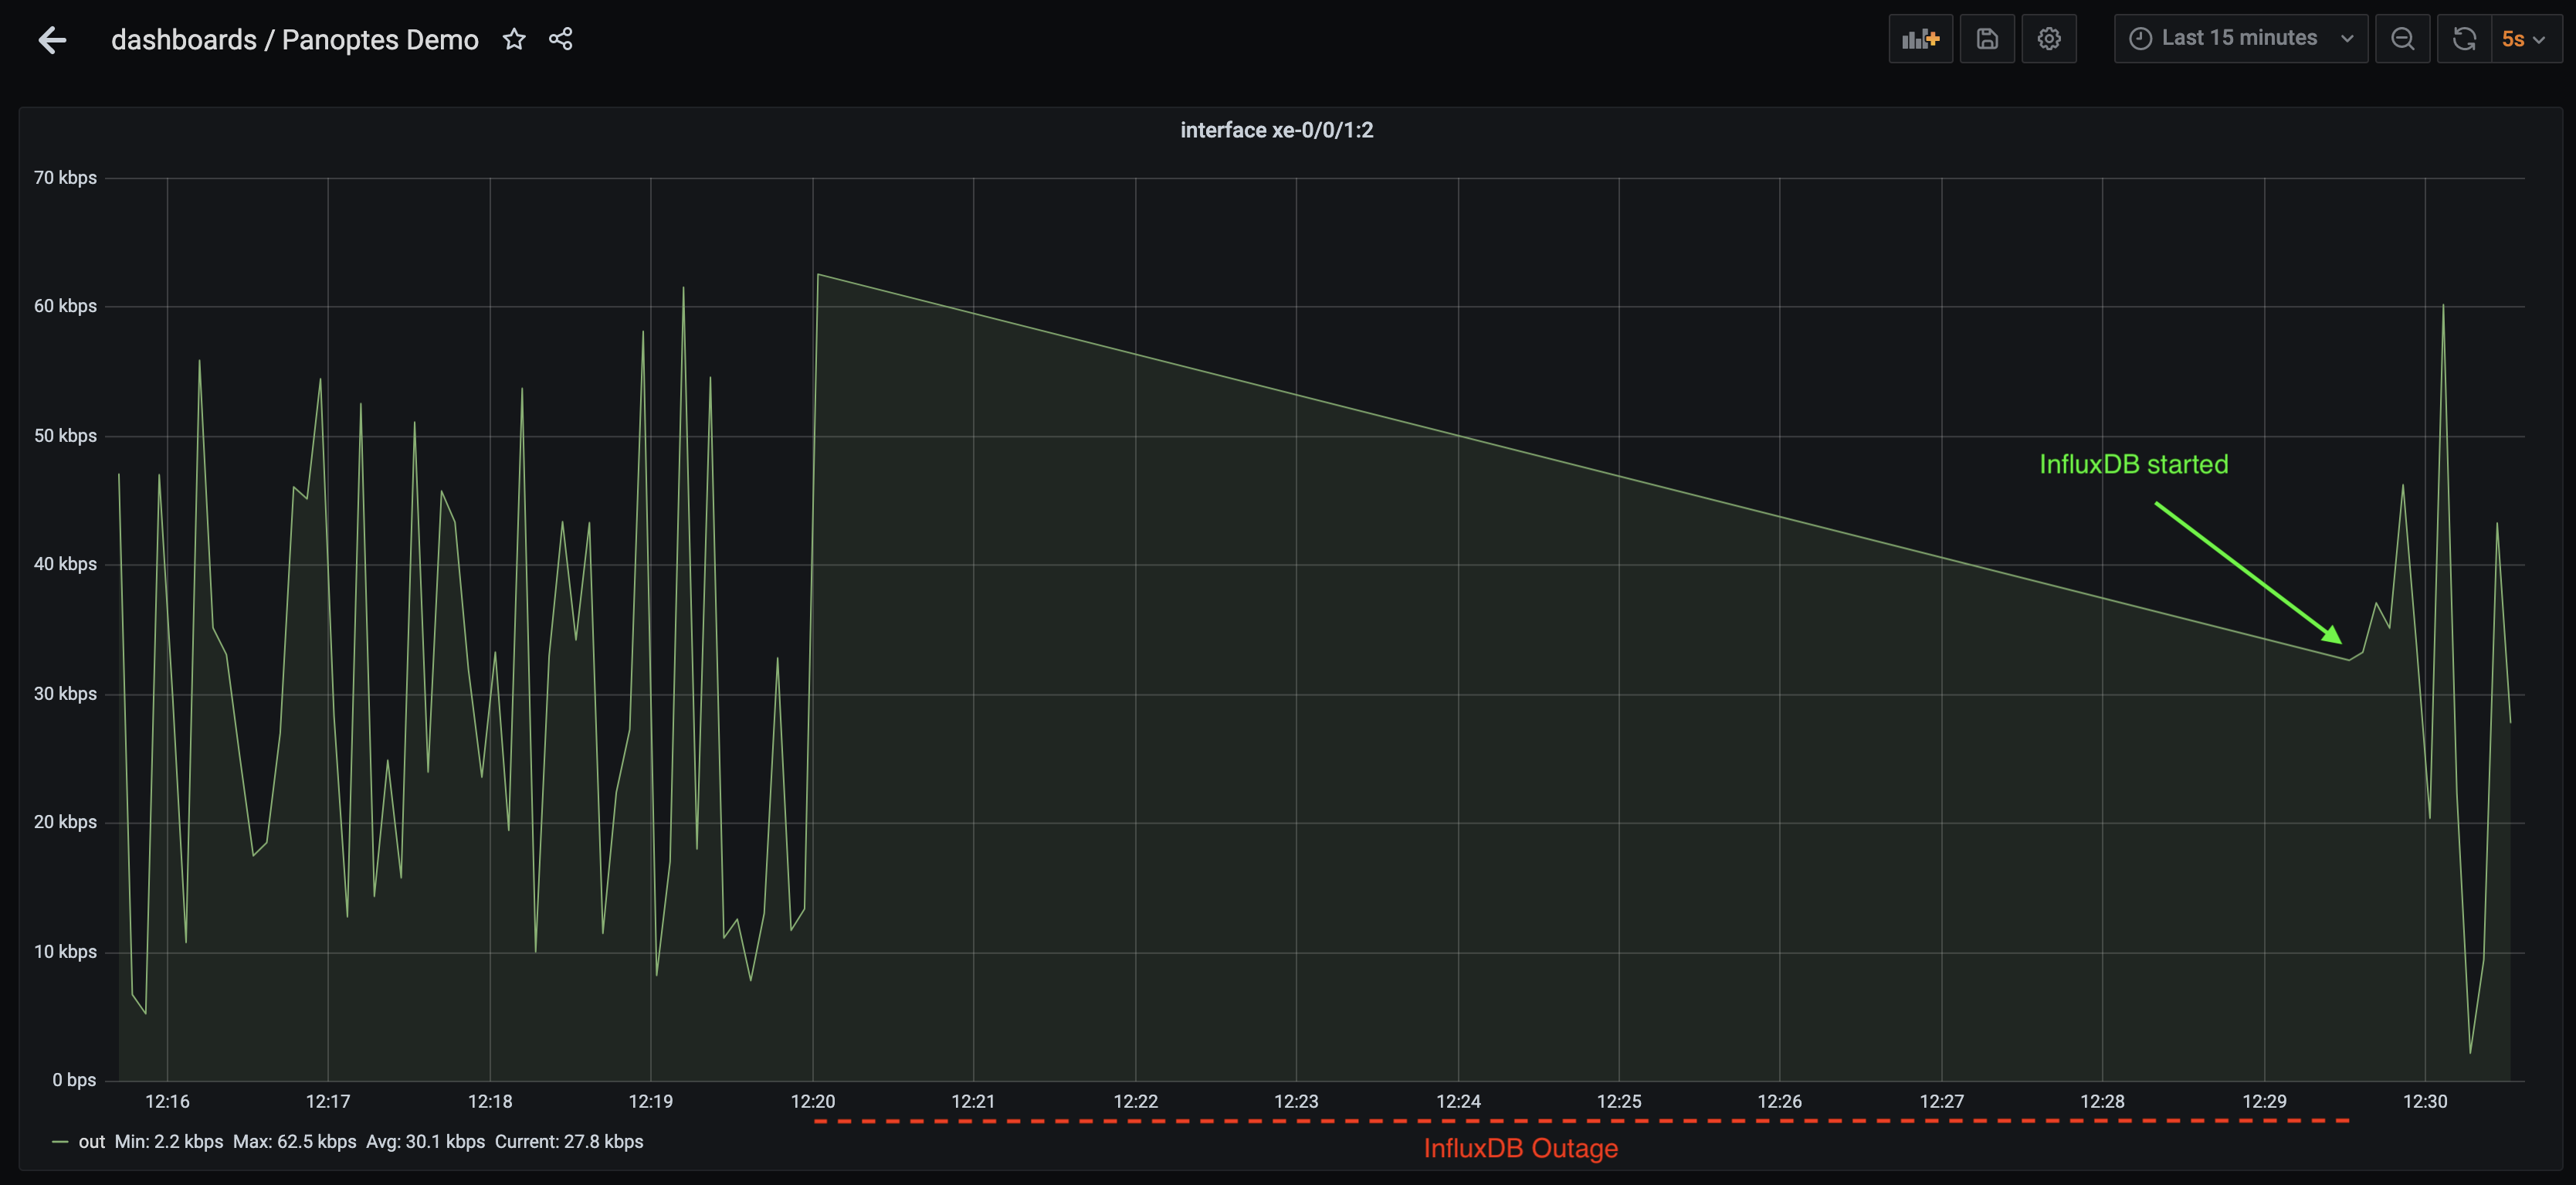 dashboards / Panoptes Demo
Last 15 minutes
5s
interface xe-0/0/1:2
70 kbps
60 kbps
50 kbps
40 kbps
30 kbps
20 kbps
10 kbps
0 bps
InfluxDB started
12:16 12:17 12:18 12:19 12:20 12:21 12:22 12:23 12:24 12:25 12:26 12:27 12:28 12:29 12:30
out Min: 2.2 kbps Max: 62.5 kbps Avg: 30.1 kbps Current: 27.8 kbps
InfluxDB Outage